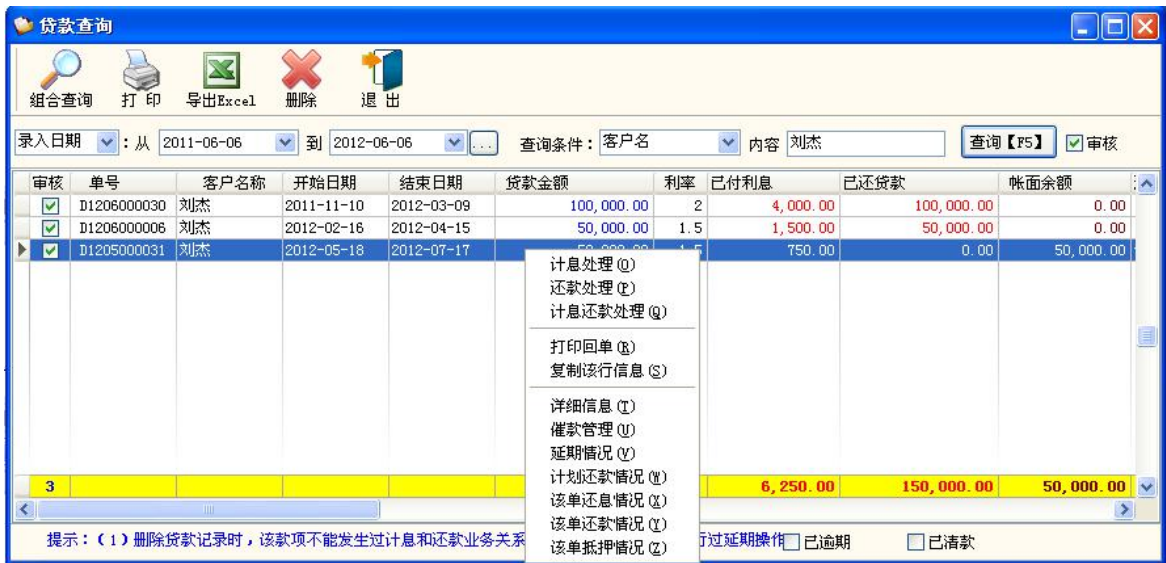 贷款查询
组合查询 打 印 导出Excel 删除 退 出
录入日期 :从 2011-06-06 到 2012-06-06 ... 查询条件: 客户名 内容 刘杰 查询【F5】 审核
审核 单号 客户名称 开始日期 结束日期 贷款金额 利率 已付利息 已还贷款 帐面余额
D1206000030 刘杰 2011-11-10 2012-03-09 100,000.00 2 4,000.00 100,000.00 0.00
D1206000006 刘杰 2012-02-16 2012-04-15 50,000.00 1.5 1,500.00 50,000.00 0.00
D1205000031 刘杰 2012-05-18 2012-07-17 50,000.00 1.5 750.00 0.00 50,000.00
计息处理(O)
还款处理(P)
计息还款处理(Q)
打印回单(R)
复制该行信息(S)
详细信息(T)
催款管理(U)
延期情况(V)
计划还款情况(W)
该单还息情况(X)
该单还款情况(Y)
该单抵押情况(Z)
3 6,250.00 150,000.00 50,000.00
提示:(1)删除贷款记录时,该款项不能发生过计息和还款业务关系 行过延期操作 已逾期 已清款